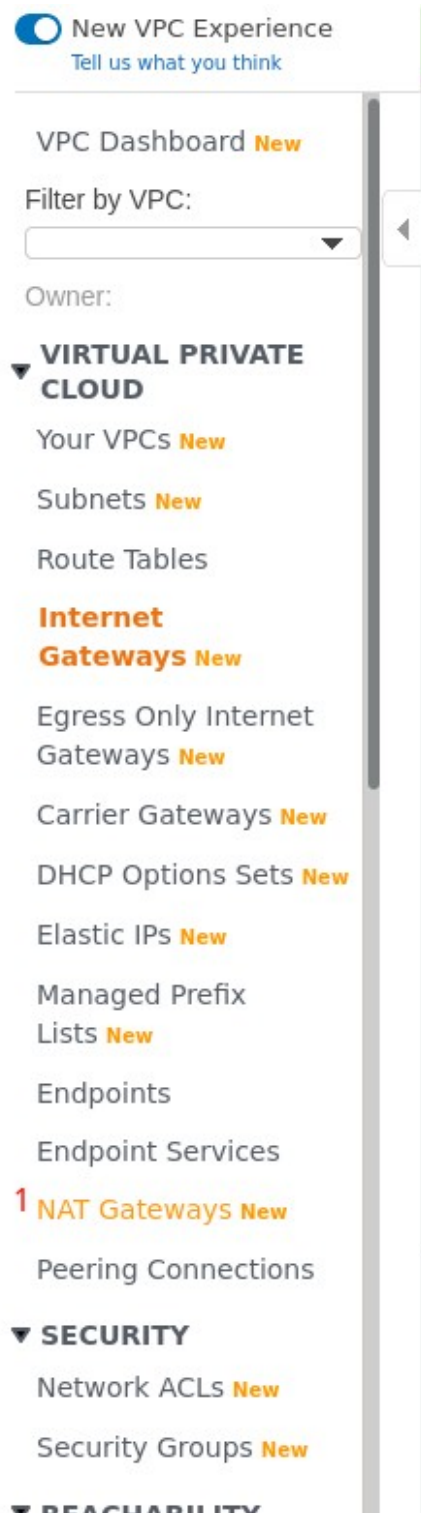 New VPC Experience
Tell us what you think
VPC Dashboard New
Filter by VPC:
Owner:
VIRTUAL PRIVATE
CLOUD
Your VPCs New
Subnets New
Route Tables
Internet
Gateways New
Egress Only Internet
Gateways New
Carrier Gateways New
DHCP Options Sets New
Elastic IPs New
Managed Prefix
Lists New
Endpoints
Endpoint Services
1 NAT Gateways New
Peering Connections
SECURITY
Network ACLs New
Security Groups New
REACHABILITY